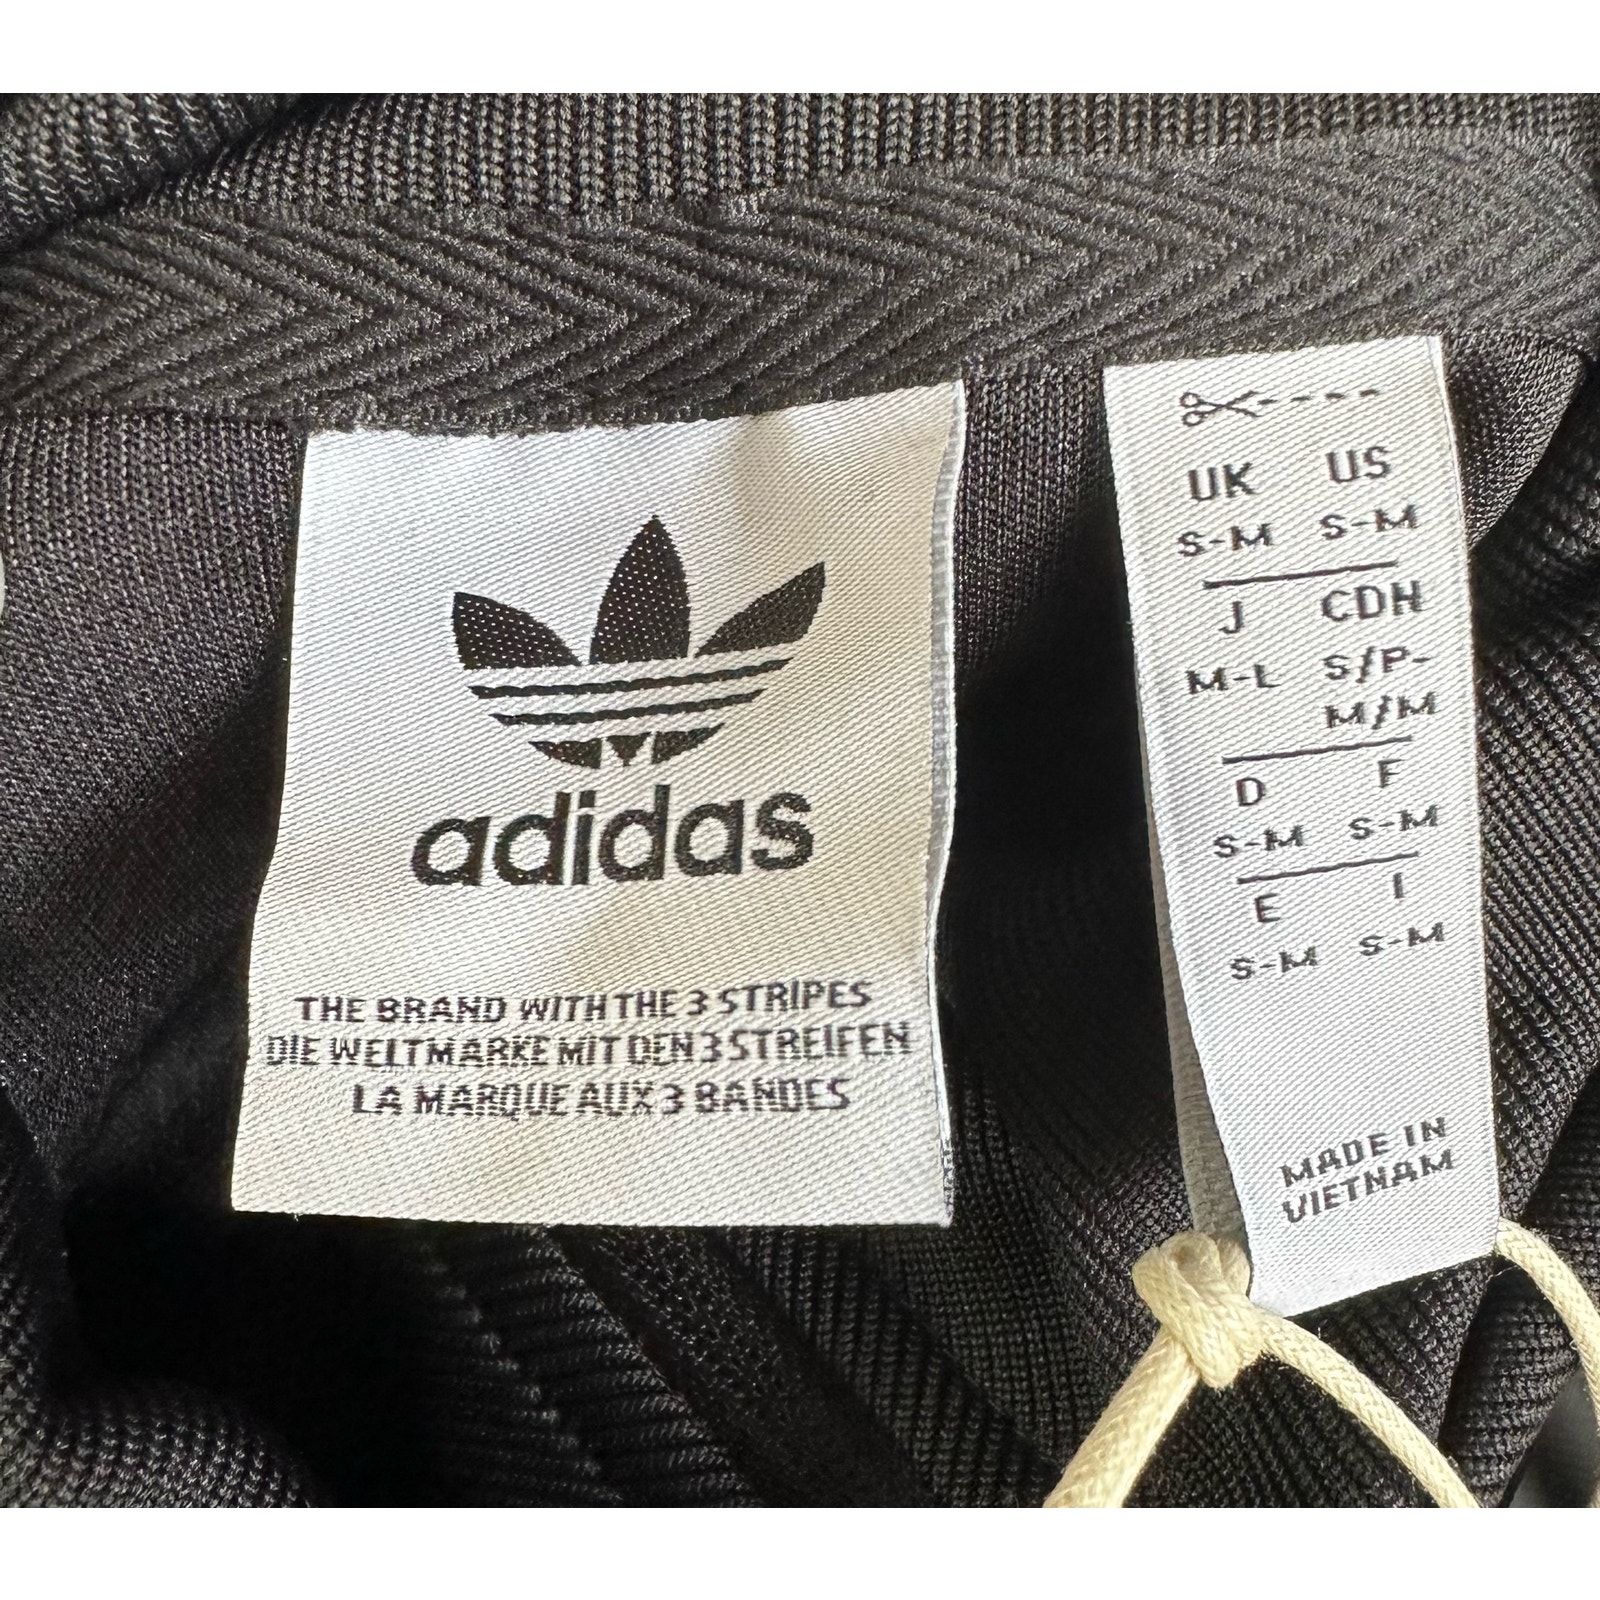 adidas
THE BRAND WITH THE 3 STRIPES
DIE WELTMARKE MIT DEN 3 STREIFEN
LA MARQUE AUX 3 BANDES
UK US
S-M S-M
J CDH
M-L S/P-
M/M
D F
S-M S-M
E I
S-M S-M
MADE IN
VIETNAM